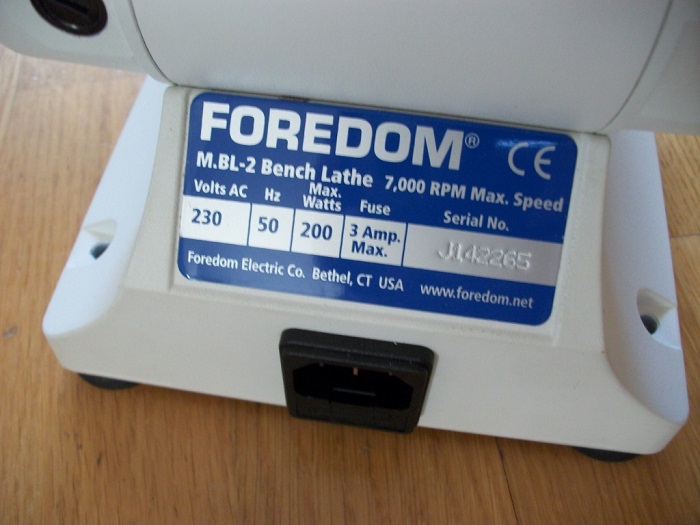 FOREDOM®
CE
M.BL-2 Bench Lathe 7,000 RPM Max. Speed
Volts AC Hz Max. Watts Fuse Serial No.
230 50 200 3 Amp. Max. J142265
Foredom Electric Co. Bethel, CT USA www.foredom.net